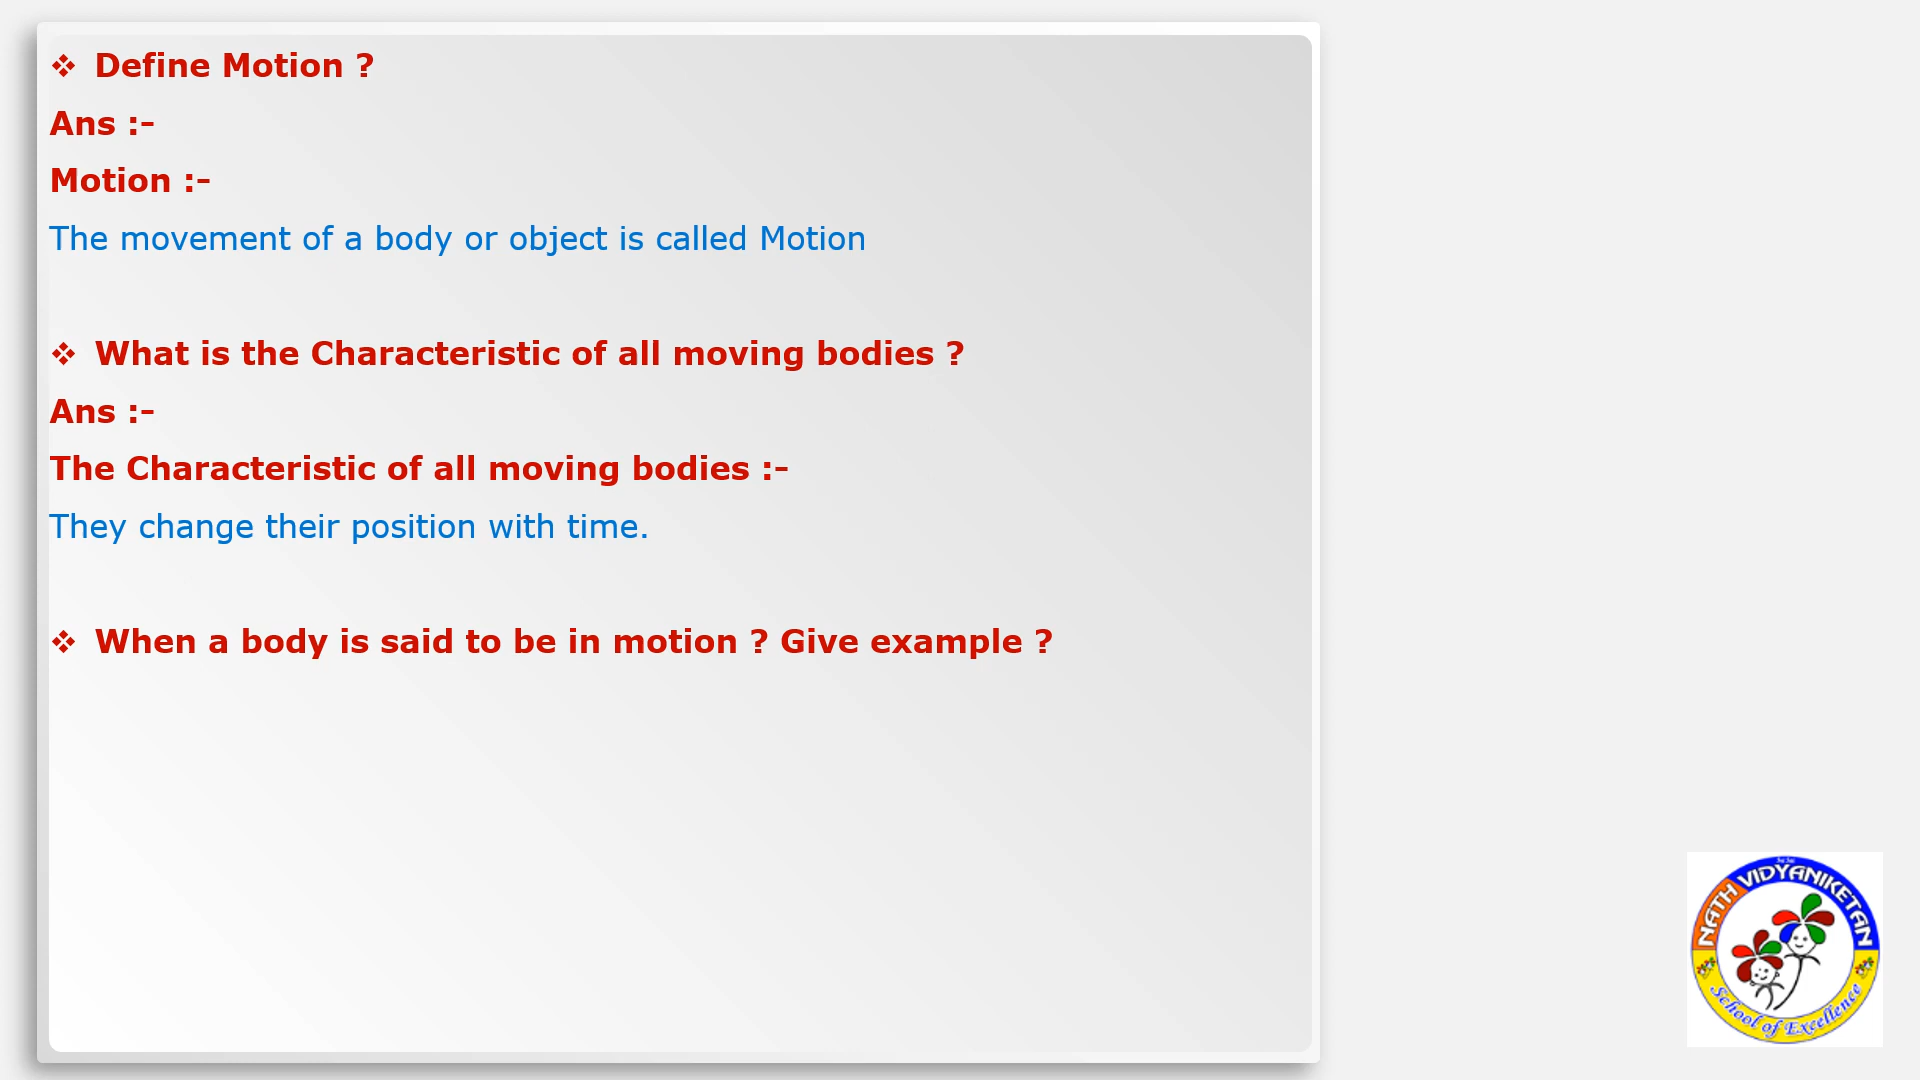 ❖ Define Motion ?
Ans :–
Motion :–
The movement of a body or object is called Motion
❖ What is the Characteristic of all moving bodies ?
Ans :–
The Characteristic of all moving bodies :–
They change their position with time.
❖ When a body is said to be in motion ? Give example ?
NATH VIDYANIKETAN
School of Excellence